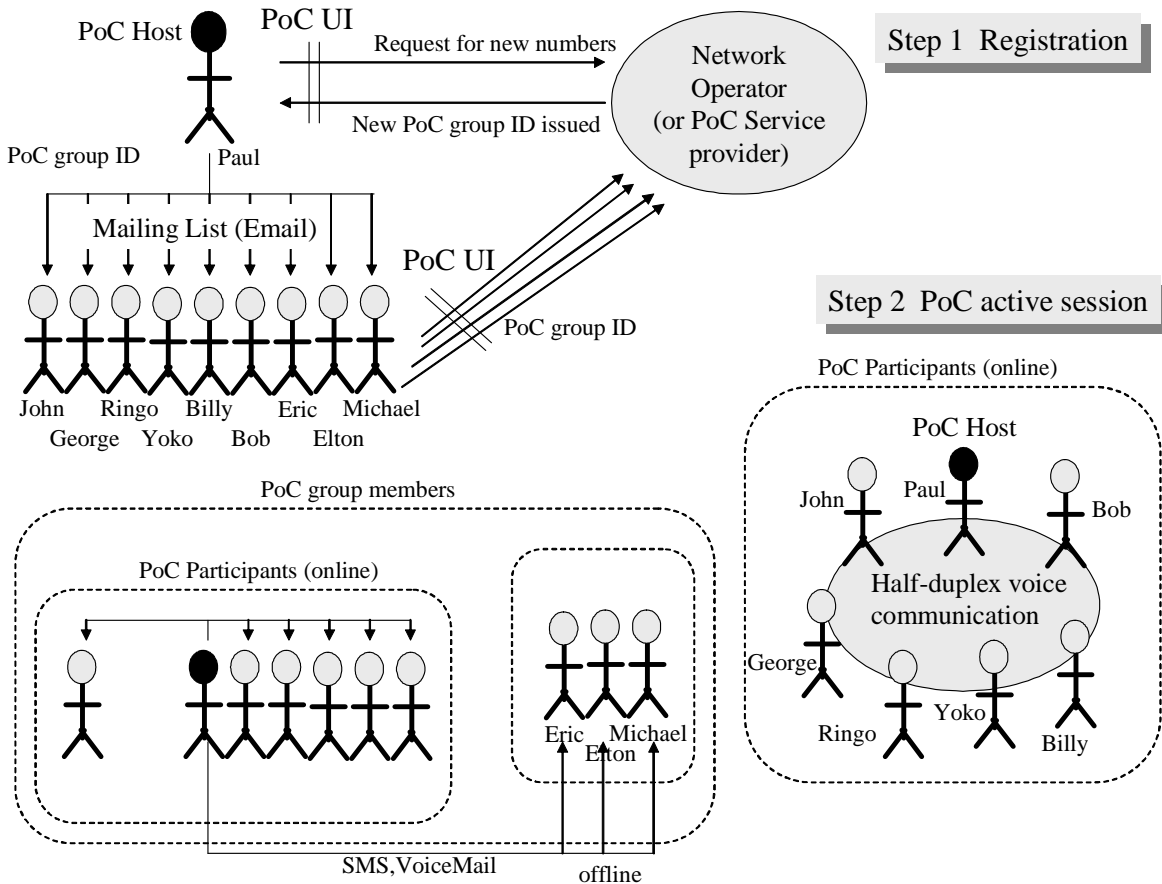 PoC Host
PoC UI
Request for new numbers
New PoC group ID issued
Network
Operator
(or PoC Service
provider)
Step 1 Registration
PoC group ID
Paul
Mailing List (Email)
PoC UI
PoC group ID
John
Ringo
Billy
Eric
Michael
George
Yoko
Bob
Elton
Step 2 PoC active session
PoC Participants (online)
PoC Host
John
Paul
Bob
Half-duplex voice
communication
George
Ringo
Yoko
Billy
PoC group members
PoC Participants (online)
Eric
Michael
Elton
SMS,VoiceMail
offline